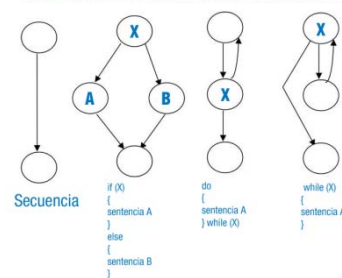 X
X
A
B
X
Secuencia
if (X)
{
sentencia A
}
else
{
sentencia B
}
do
{
sentencia A
} while (X)
while (X)
{
sentencia A
}